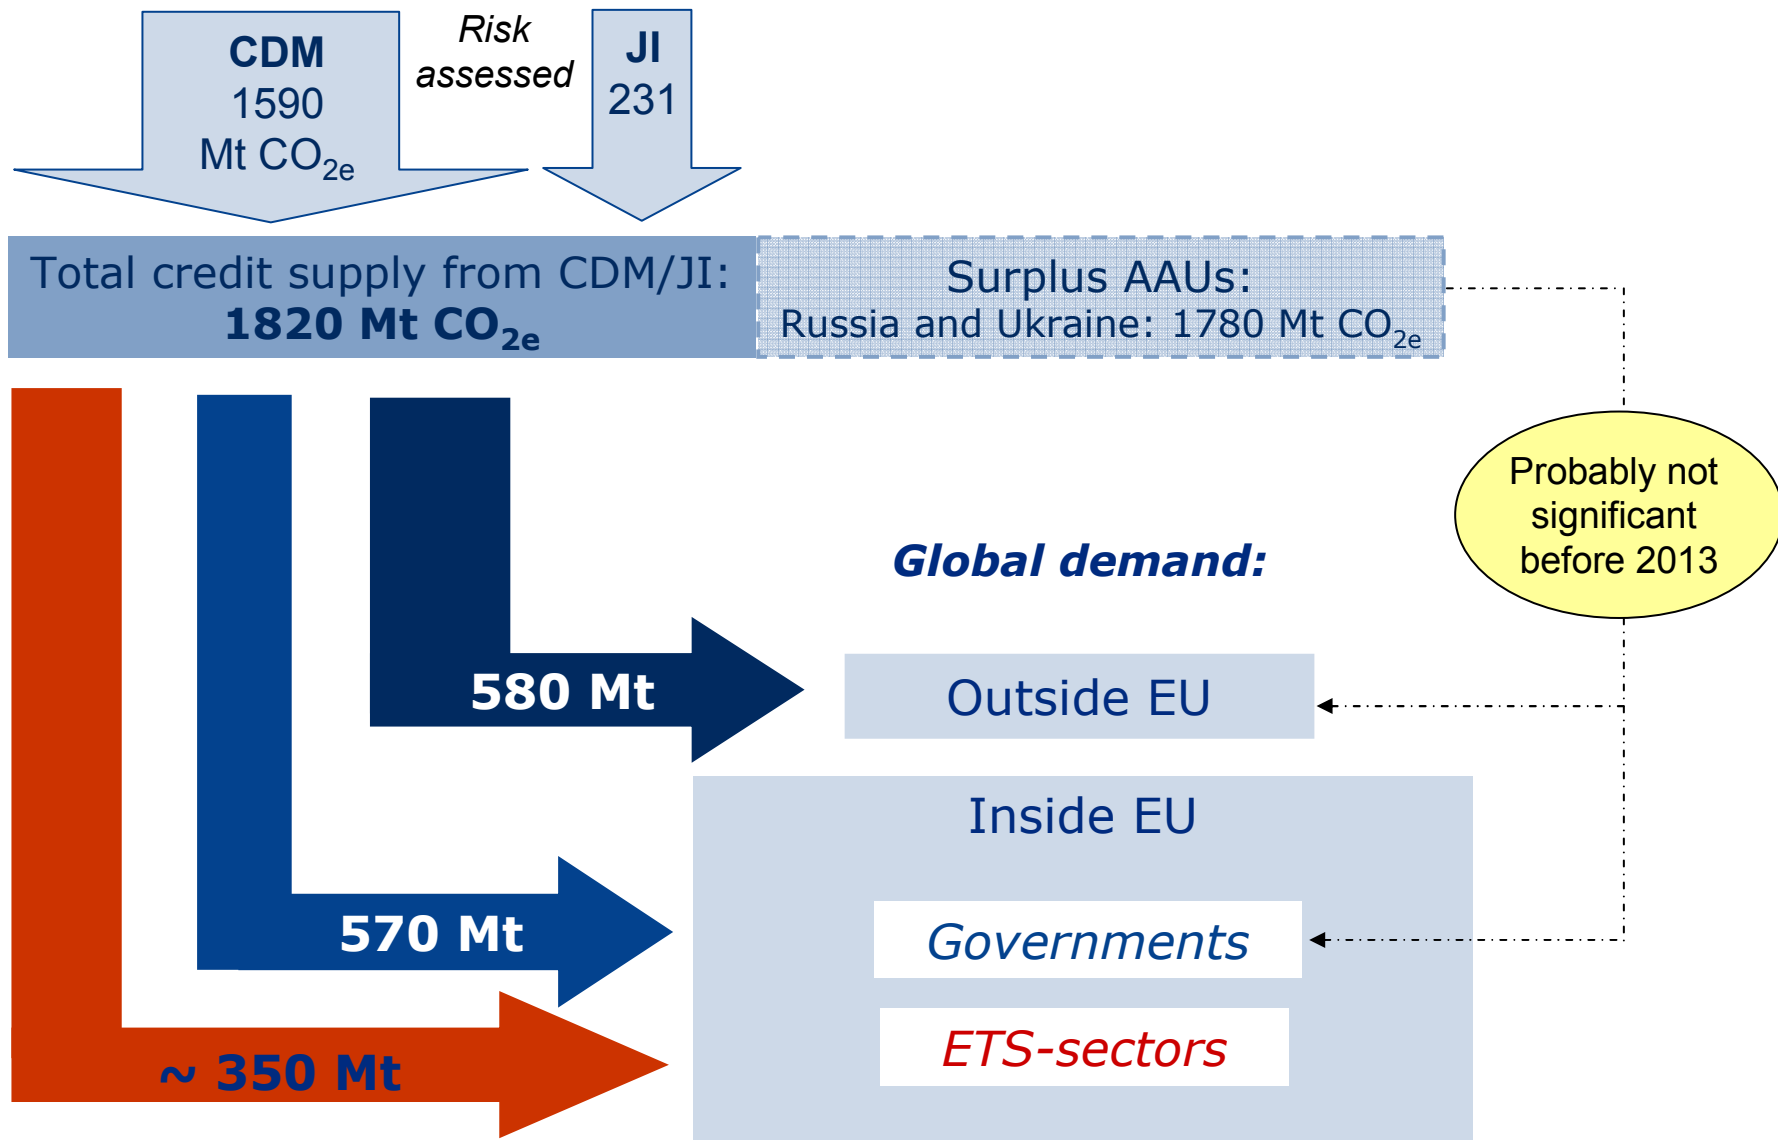 CDM
1590
Mt CO2e
Risk
assessed
JI
231
Total credit supply from CDM/JI:
1820 Mt CO2e
Surplus AAUs:
Russia and Ukraine: 1780 Mt CO2e
Probably not
significant
before 2013
Global demand:
580 Mt
Outside EU
Inside EU
570 Mt
Governments
~ 350 Mt
ETS-sectors